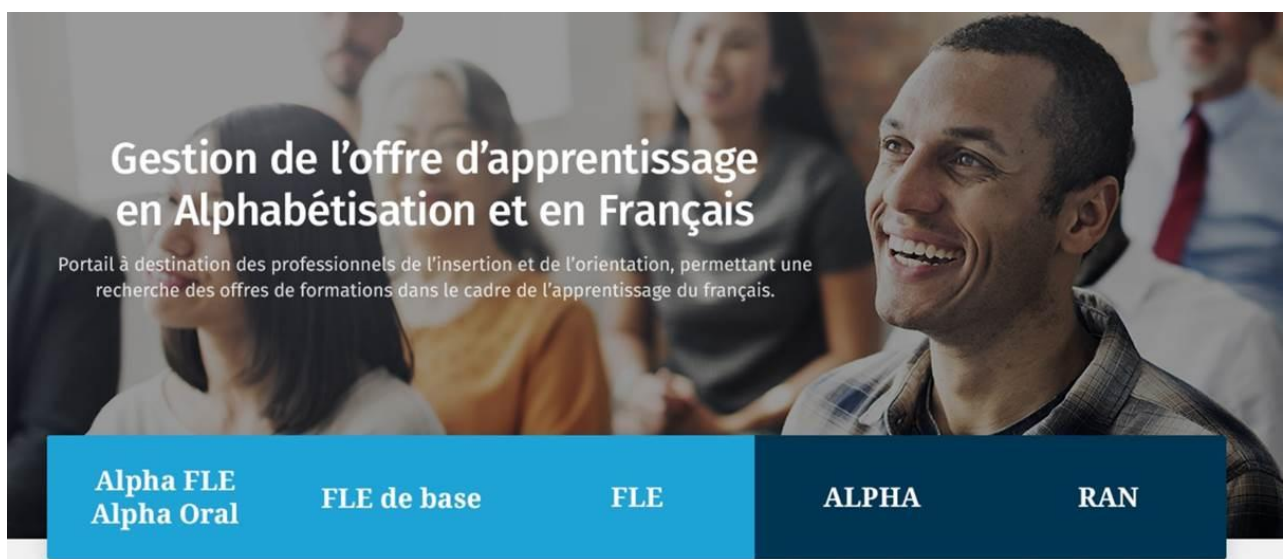 Gestion de l’offre d’apprentissage
en Alphabétisation et en Français
Portail à destination des professionnels de l’insertion et de l’orientation, permettant une
recherche des offres de formations dans le cadre de l’apprentissage du français.
Alpha FLE
Alpha Oral
FLE de base
FLE
ALPHA
RAN